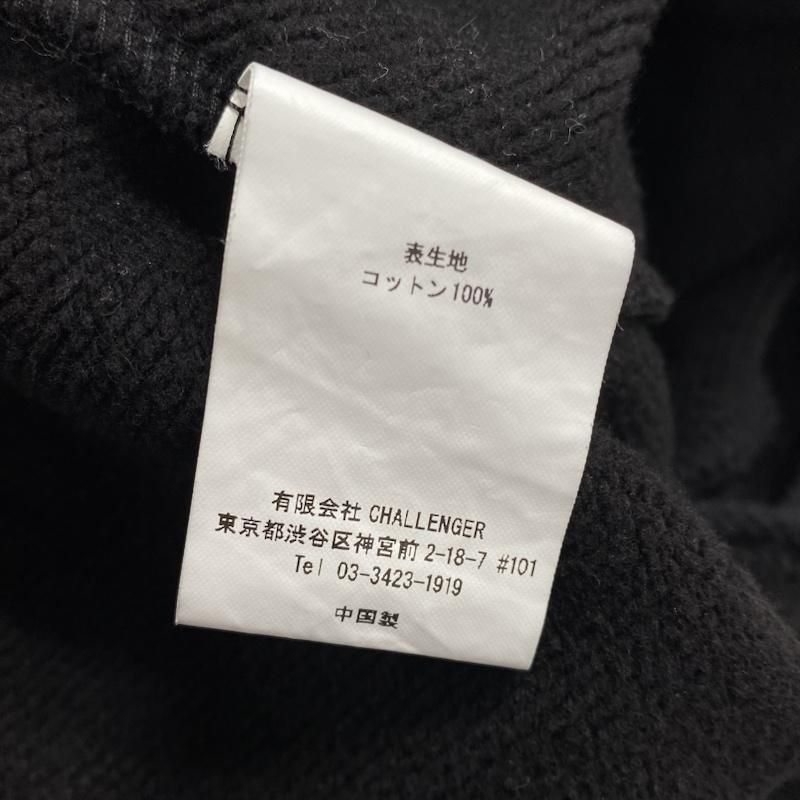 表生地
コットン100%
有限会社 CHALLENGER
東京都渋谷区神宮前 2-18-7 #101
Tel 03-3423-1919
中国製